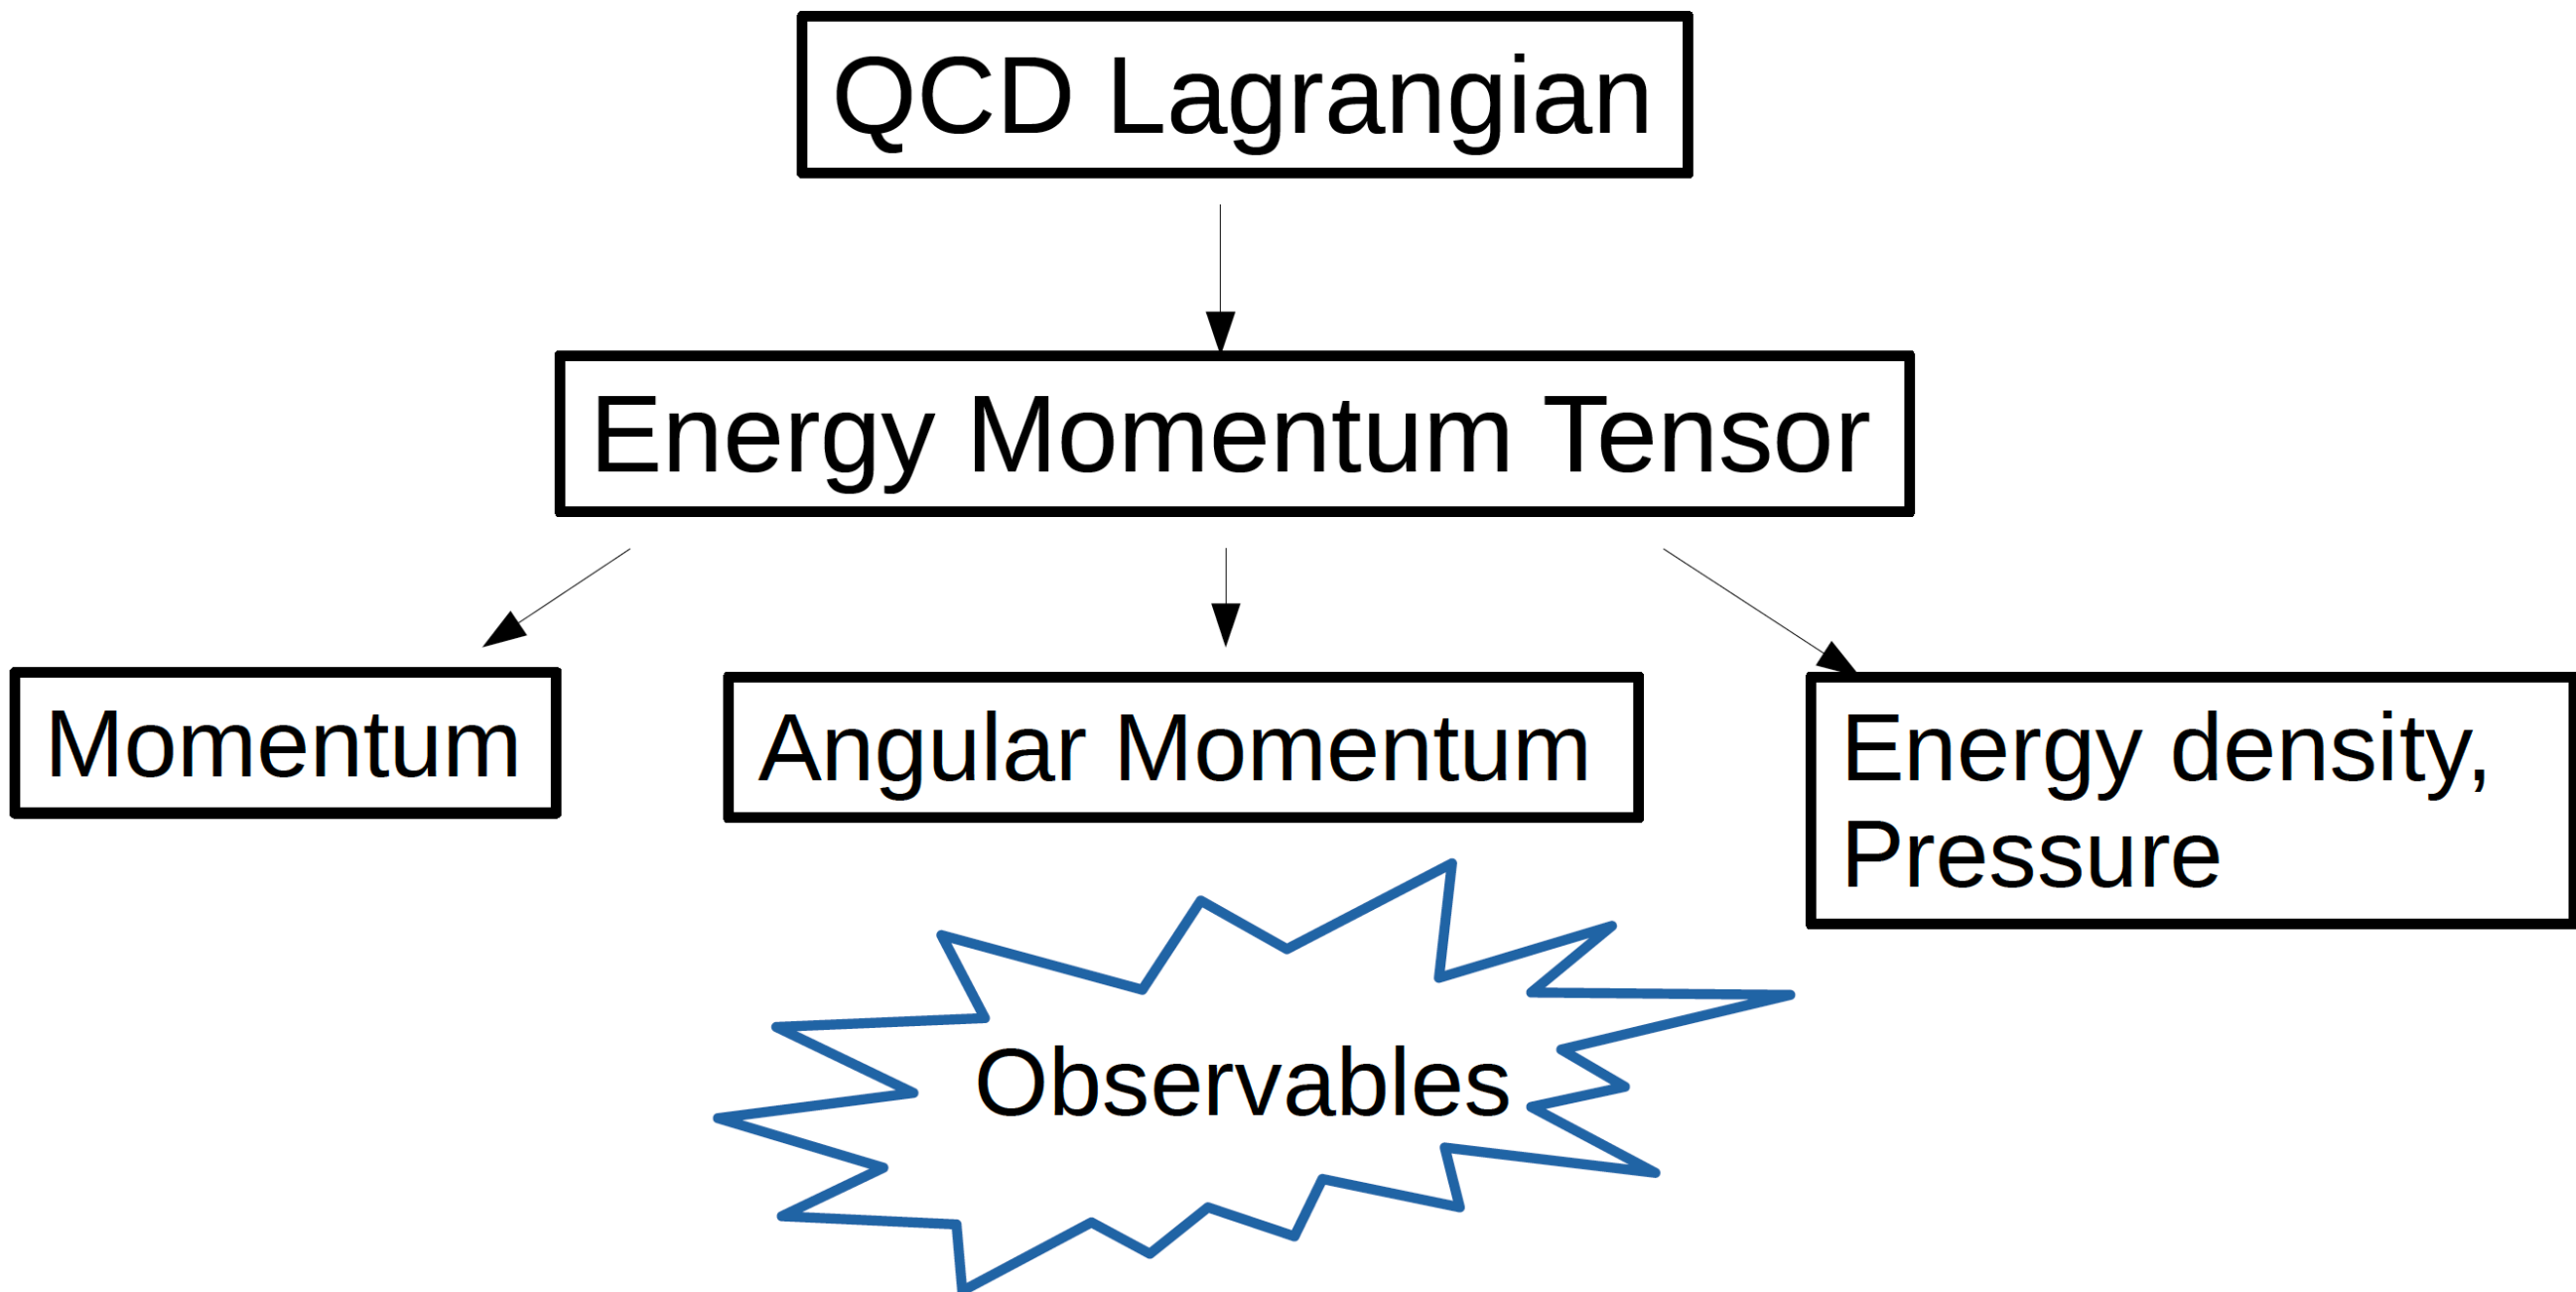 QCD Lagrangian
Energy Momentum Tensor
Momentum
Angular Momentum
Energy density,
Pressure
Observables